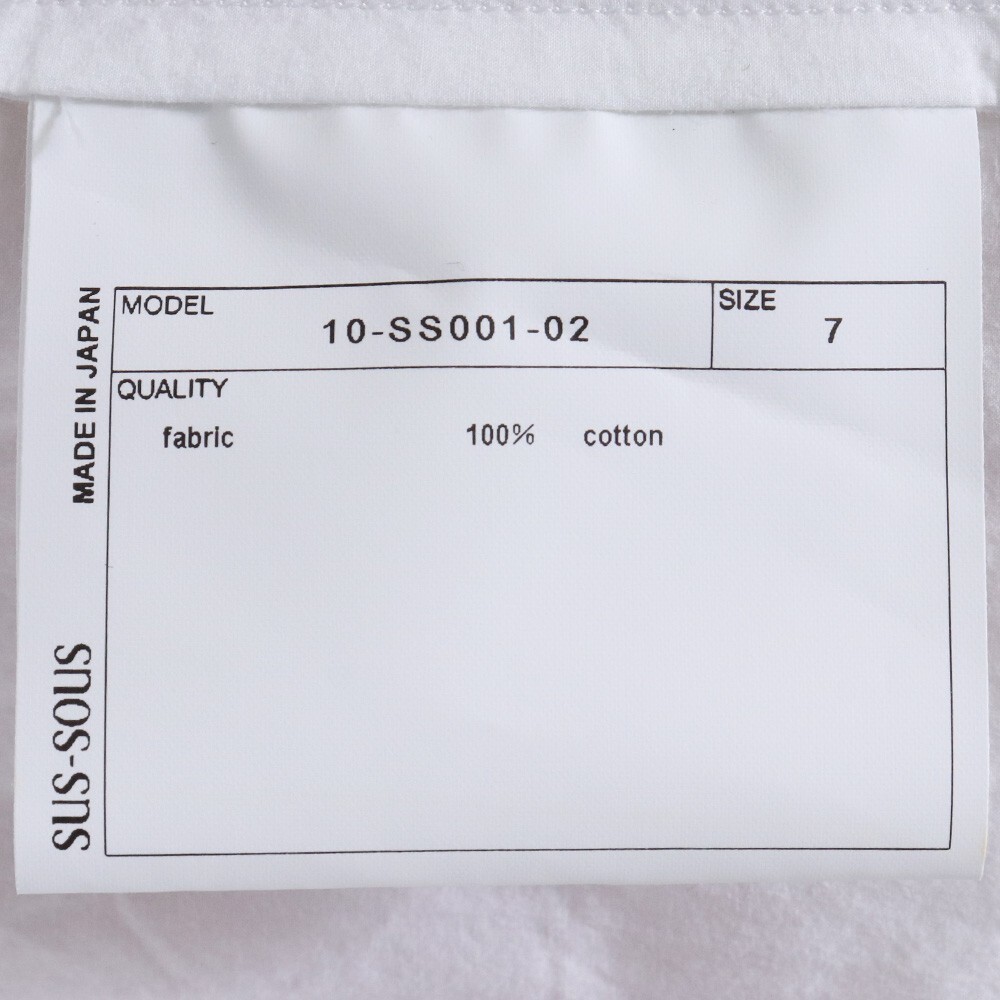 MODEL
10-SS001-02
SIZE
7
QUALITY
fabric 100% cotton
MADE IN JAPAN
SUS-SOUS